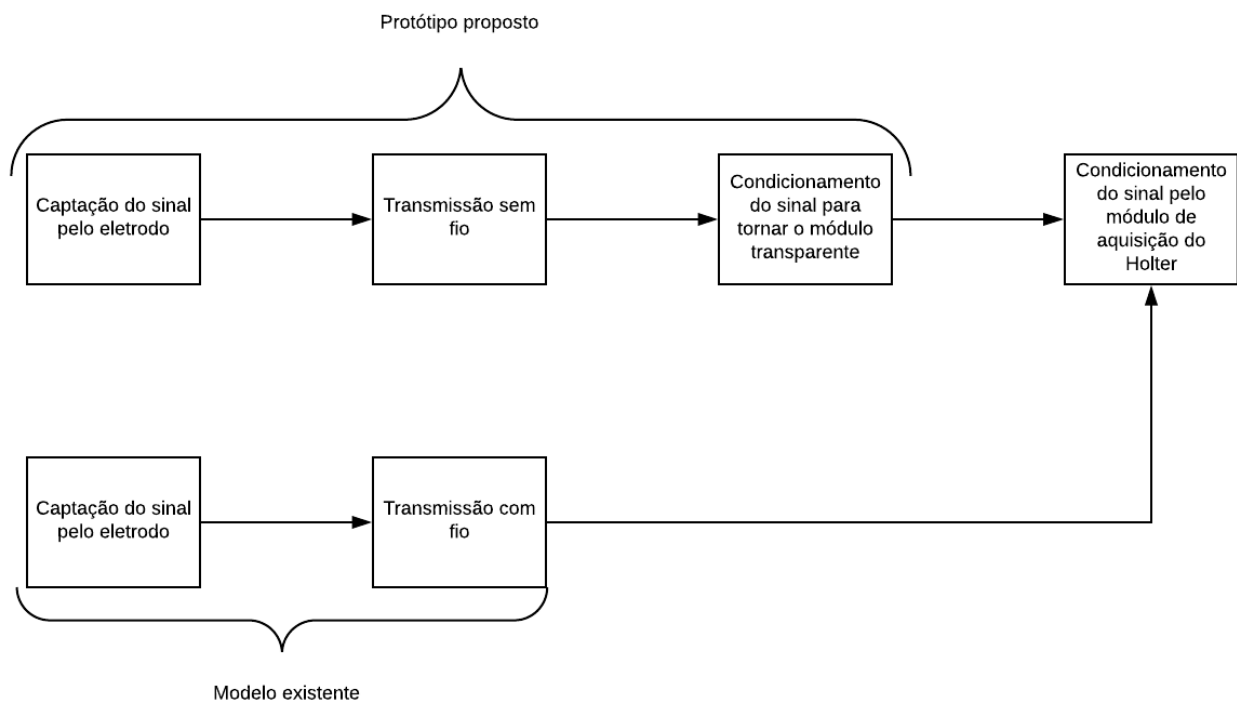 Protótipo proposto
Captação do sinal
pelo eletrodo
Transmissão sem
fio
Condicionamento
do sinal para
tornar o módulo
transparente
Condicionamento
do sinal pelo
módulo de
aquisição do
Holter
Captação do sinal
pelo eletrodo
Transmissão com
fio
Modelo existente